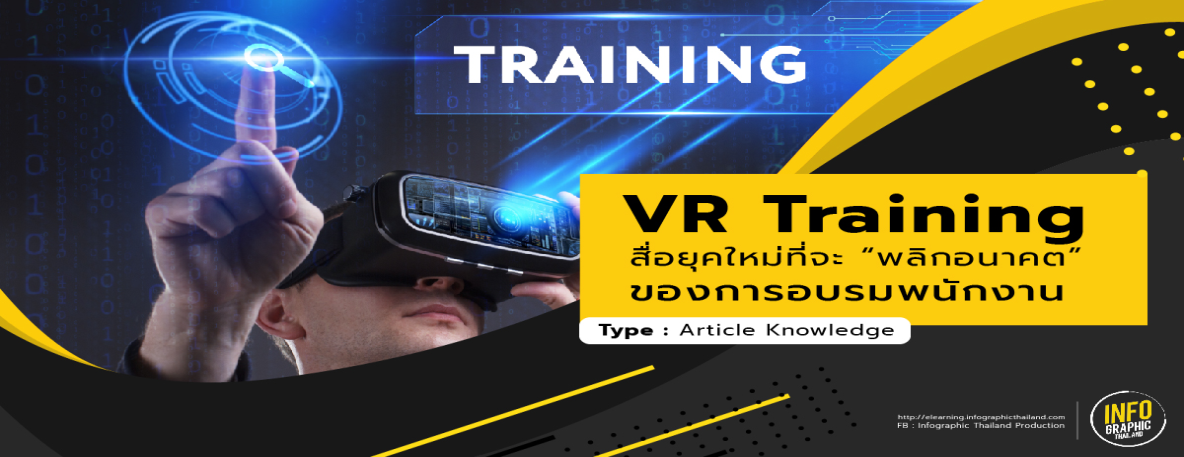 TRAINING
VR Training
สื่อยุคใหม่ที่จะ “พลิกอนาคต”
ของการอบรมพนักงาน
Type : Article Knowledge
http://elearning.infographicthailand.com
FB : Infographic Thailand Production
INFO
GRAPHIC
THAILAND